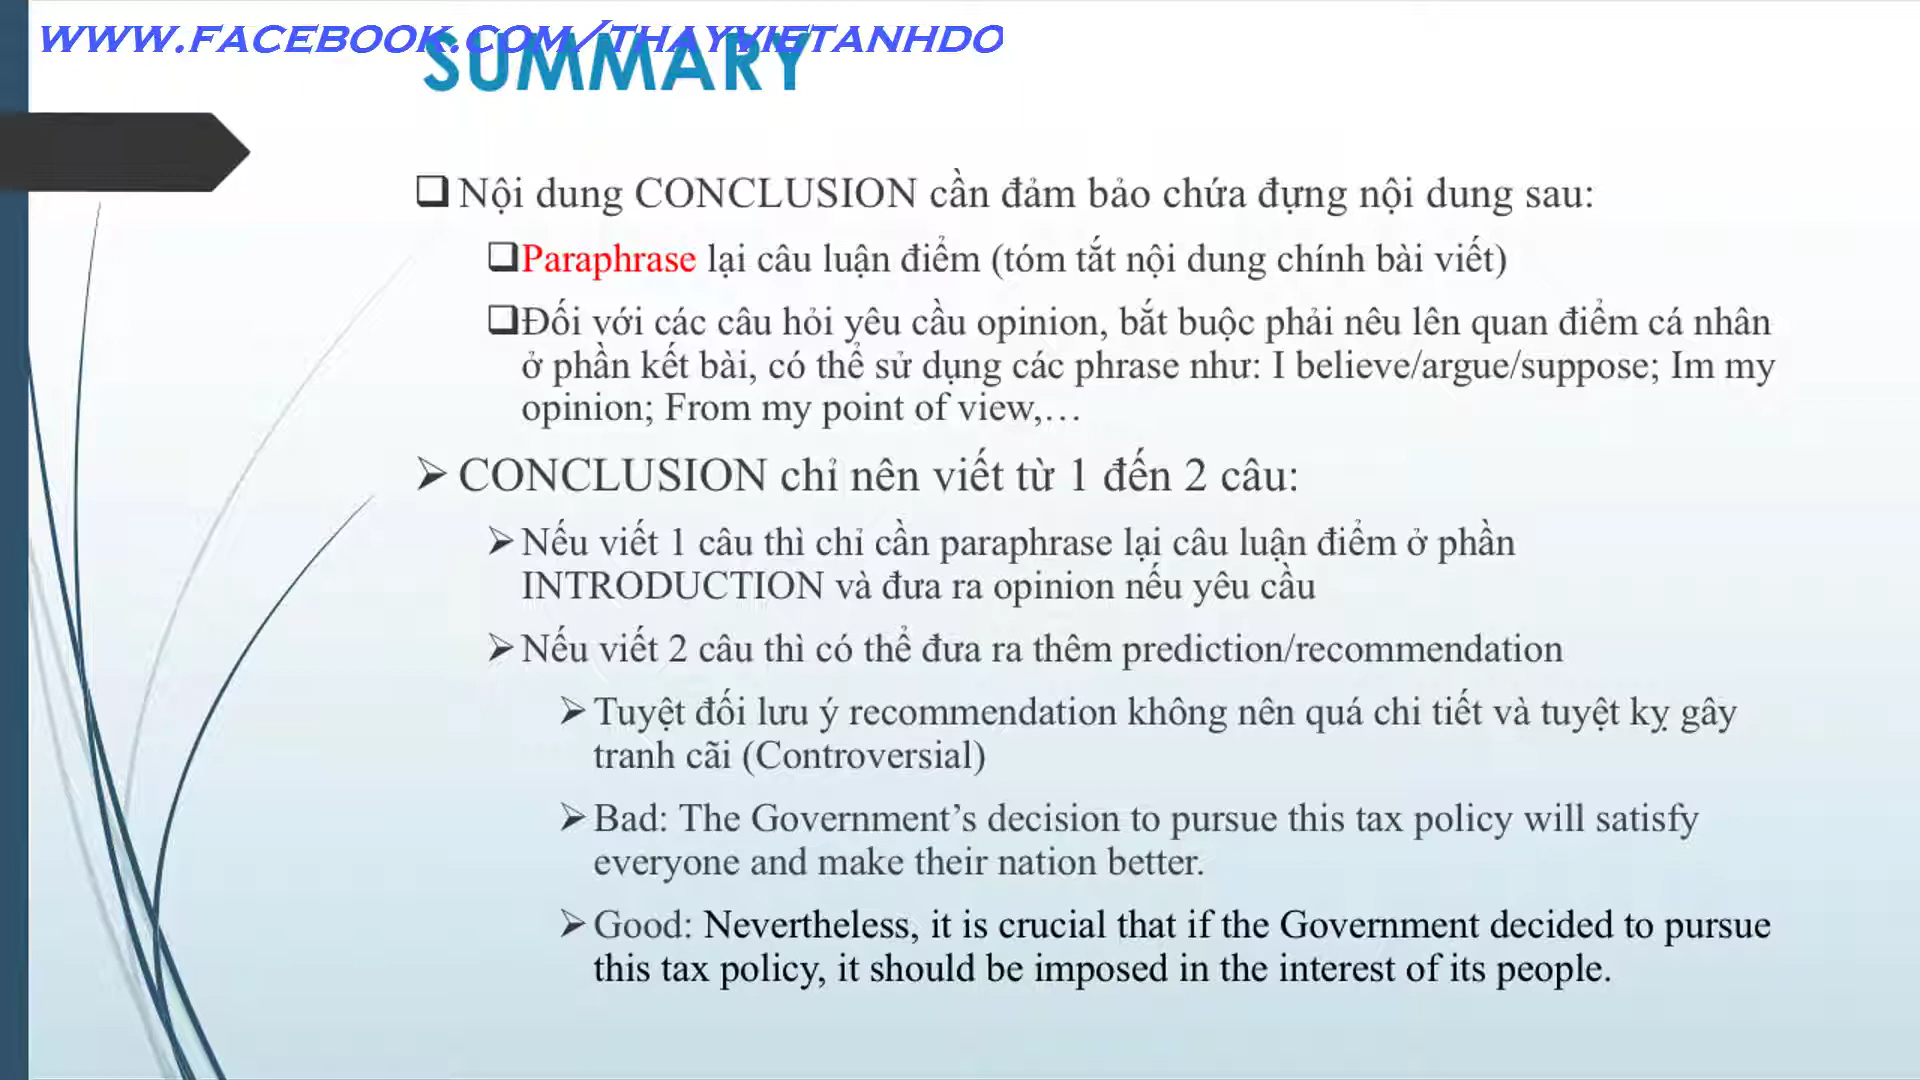 WWW.FACEBOOK.COM/THAYVIETANHDO
SUMMARY
Nội dung CONCLUSION cần đảm bảo chứa đựng nội dung sau:
Paraphrase lại câu luận điểm (tóm tắt nội dung chính bài viết)
Đối với các câu hỏi yêu cầu opinion, bắt buộc phải nêu lên quan điểm cá nhân
ở phần kết bài, có thể sử dụng các phrase như: I believe/argue/suppose; Im my
opinion; From my point of view,…
CONCLUSION chỉ nên viết từ 1 đến 2 câu:
Nếu viết 1 câu thì chỉ cần paraphrase lại câu luận điểm ở phần
INTRODUCTION và đưa ra opinion nếu yêu cầu
Nếu viết 2 câu thì có thể đưa ra thêm prediction/recommendation
Tuyệt đối lưu ý recommendation không nên quá chi tiết và tuyệt kỵ gây
tranh cãi (Controversial)
Bad: The Government’s decision to pursue this tax policy will satisfy
everyone and make their nation better.
Good: Nevertheless, it is crucial that if the Government decided to pursue
this tax policy, it should be imposed in the interest of its people.